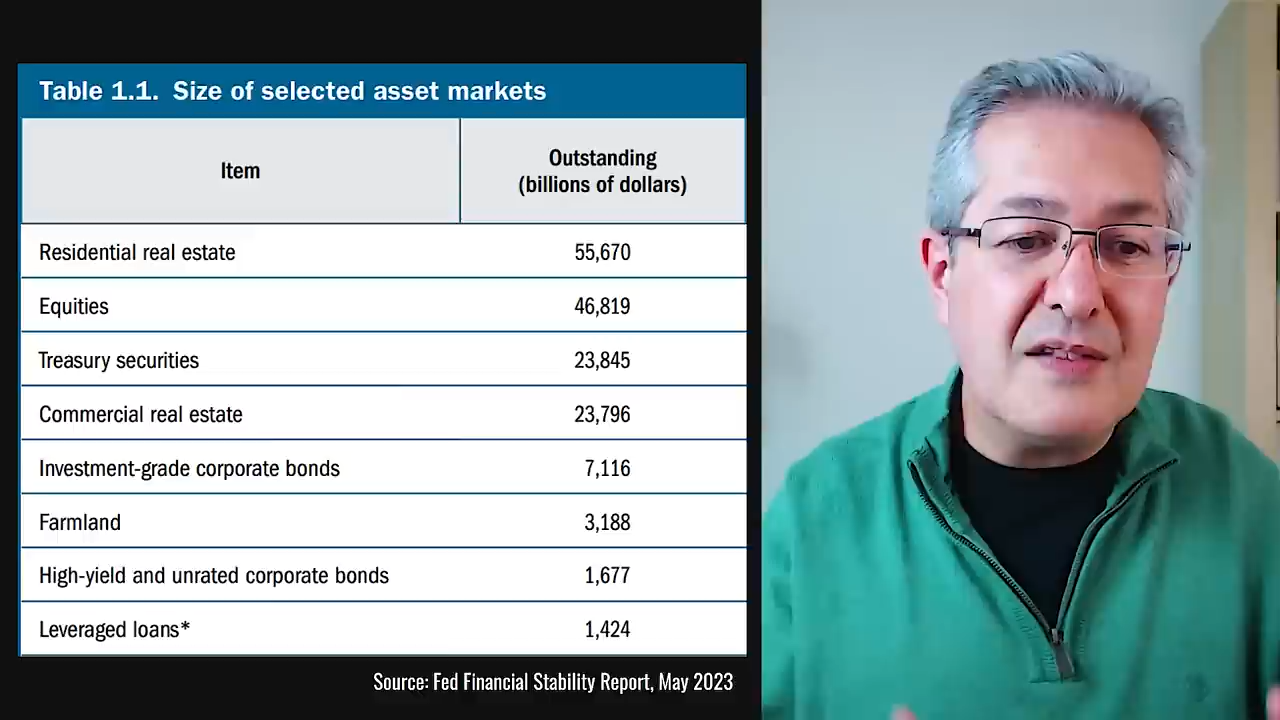 Table 1.1. Size of selected asset markets
Item
Outstanding
(billions of dollars)
Residential real estate 55,670
Equities 46,819
Treasury securities 23,845
Commercial real estate 23,796
Investment-grade corporate bonds 7,116
Farmland 3,188
High-yield and unrated corporate bonds 1,677
Leveraged loans* 1,424
Source: Fed Financial Stability Report, May 2023